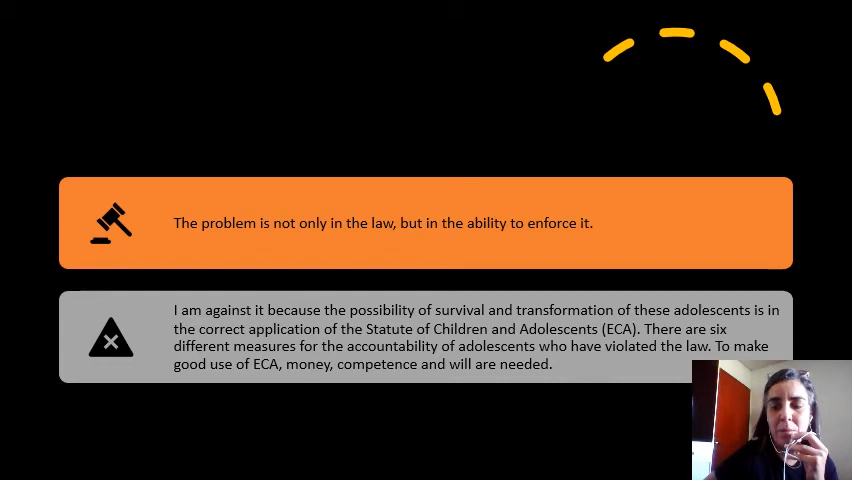 The problem is not only in the law, but in the ability to enforce it.
I am against it because the possibility of survival and transformation of these adolescents is in
the correct application of the Statute of Children and Adolescents (ECA). There are six
different measures for the accountability of adolescents who have violated the law. To make
good use of ECA, money, competence and will are needed.